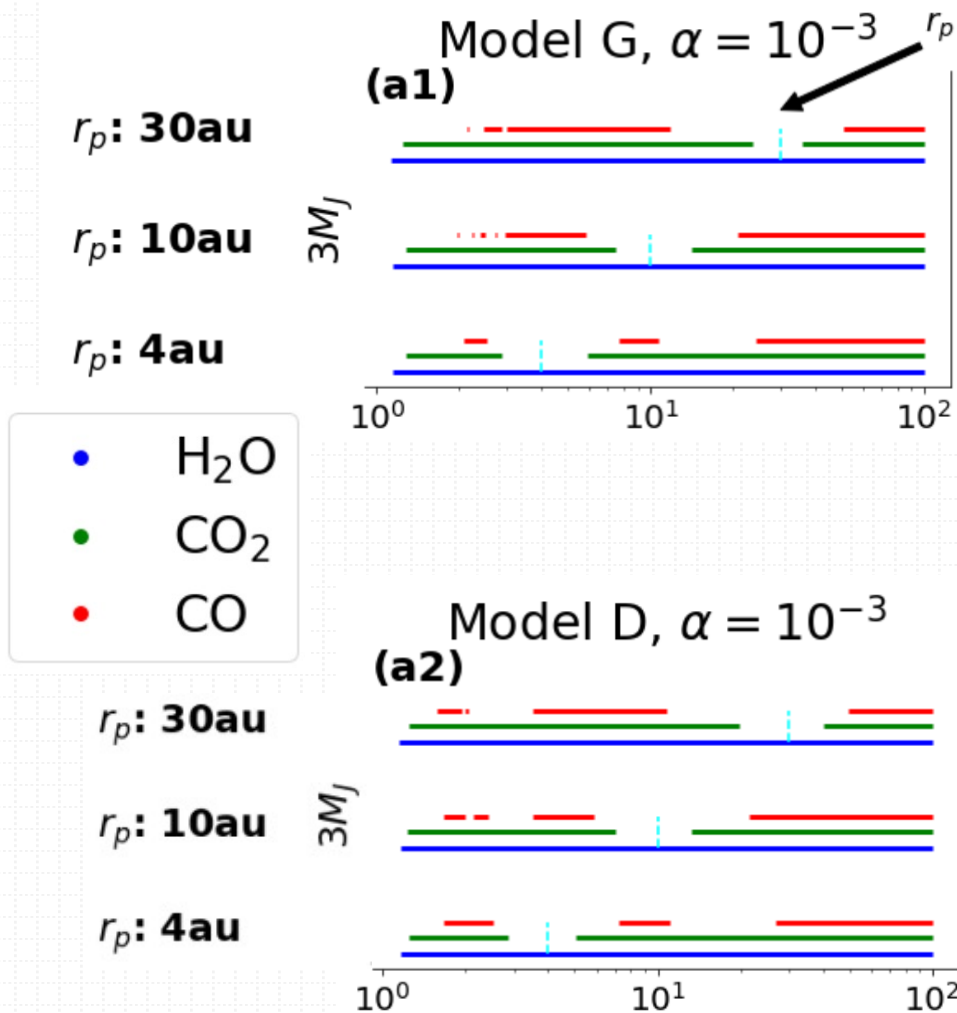 Model G, α = 10⁻³
r_p
(a1)
r_p: 30au
r_p: 10au
r_p: 4au
3M_J
10⁰ 10¹ 10²
H₂O
CO₂
CO
Model D, α = 10⁻³
(a2)
r_p: 30au
r_p: 10au
r_p: 4au
3M_J
10⁰ 10¹ 10²